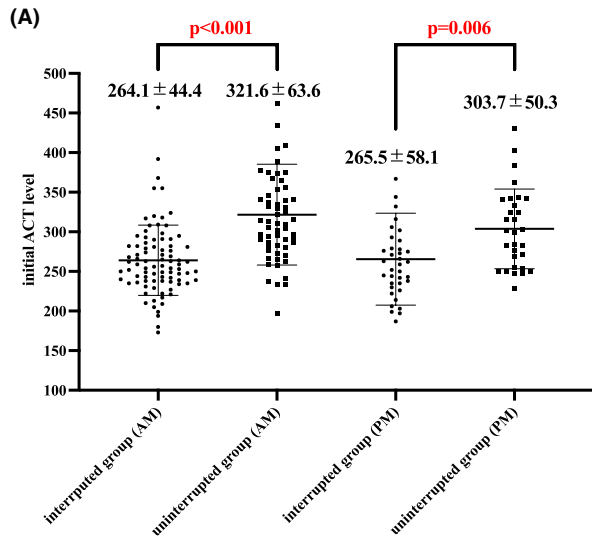 (A)
p<0.001
p=0.006
264.1±44.4
321.6±63.6
265.5±58.1
303.7±50.3
initial ACT level
500
450
400
350
300
250
200
150
100
interrputed group (AM)
uninterrupted group (AM)
interrupted group (PM)
uninterrupted group (PM)